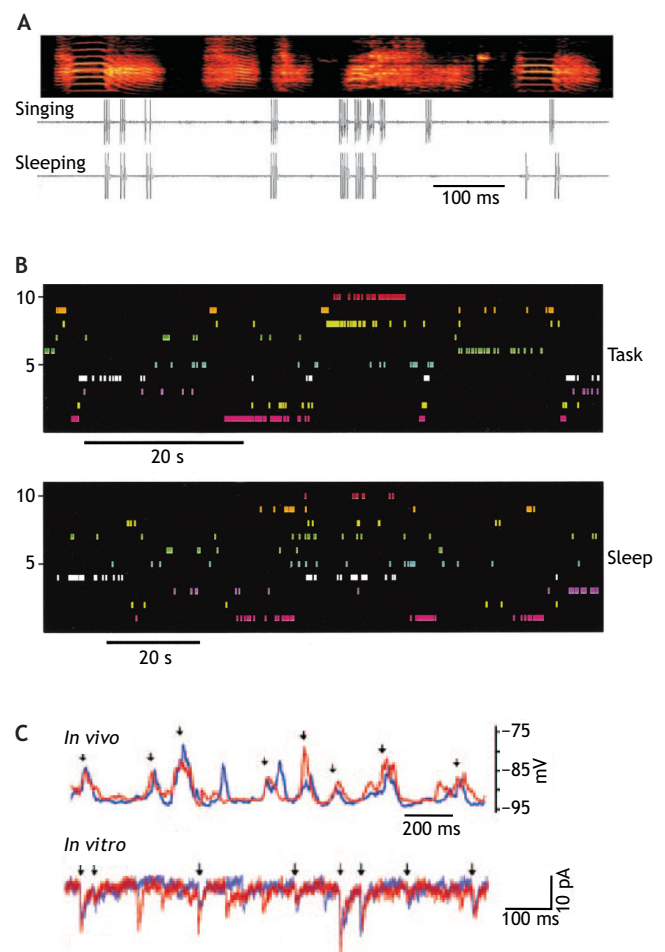 A
Singing
Sleeping
100 ms
B
10
5
Task
20 s
10
5
Sleep
20 s
C
In vivo
−75
−85
−95
mV
200 ms
In vitro
10 pA
100 ms